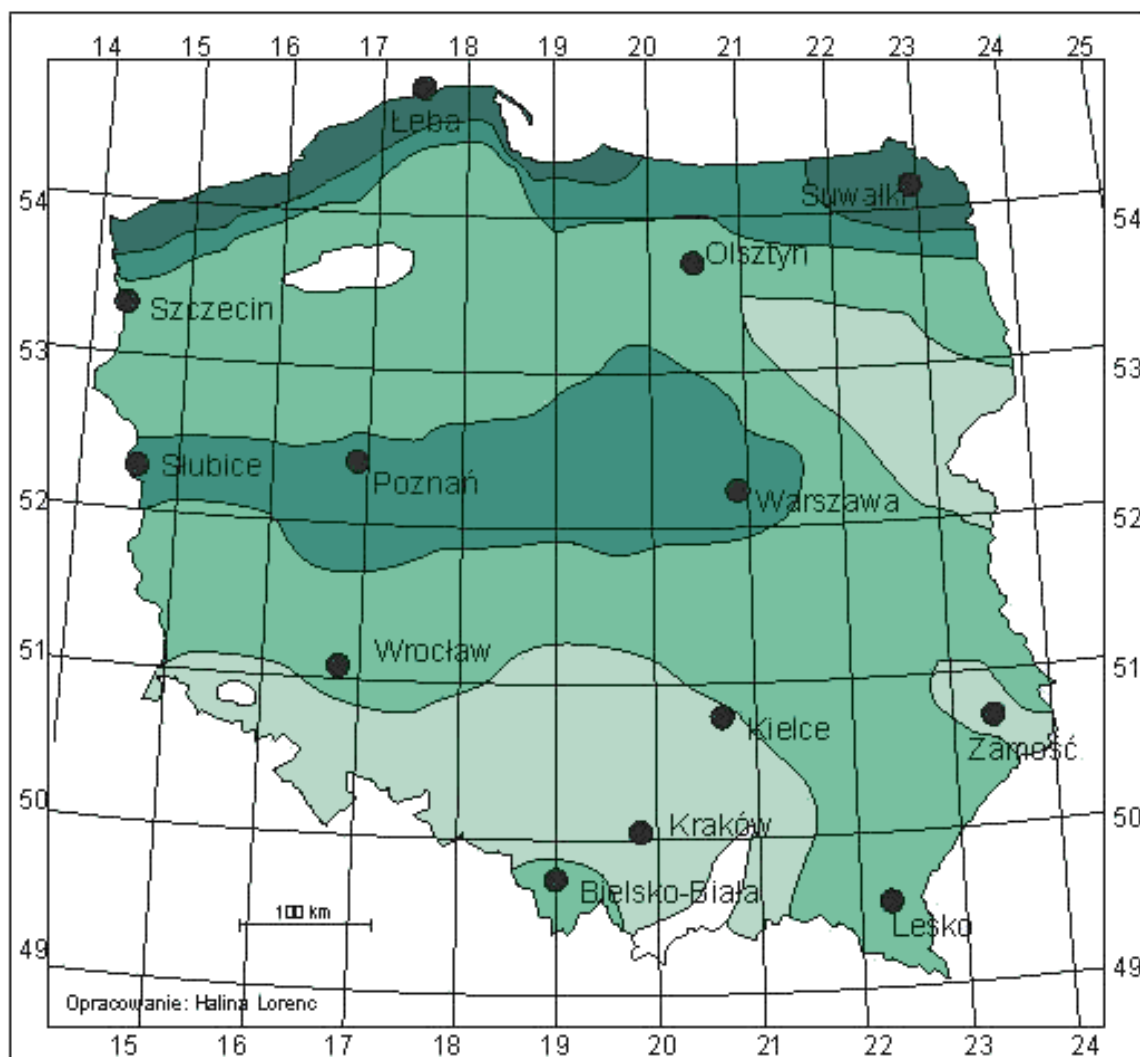 14 15 16 17 18 19 20 21 22 23 24 25
Łeba
Suwałki
54 54
Olsztyń
Szczecin
53 53
Słubice
Poznań
Warszawa
52 52
Wrocław
51 51
Kielce
Zamość
50 50
Kraków
Bielsko-Biała
100 km
Lesko
49 49
Opracowanie: Halina Lorenc
15 16 17 18 19 20 21 22 23 24